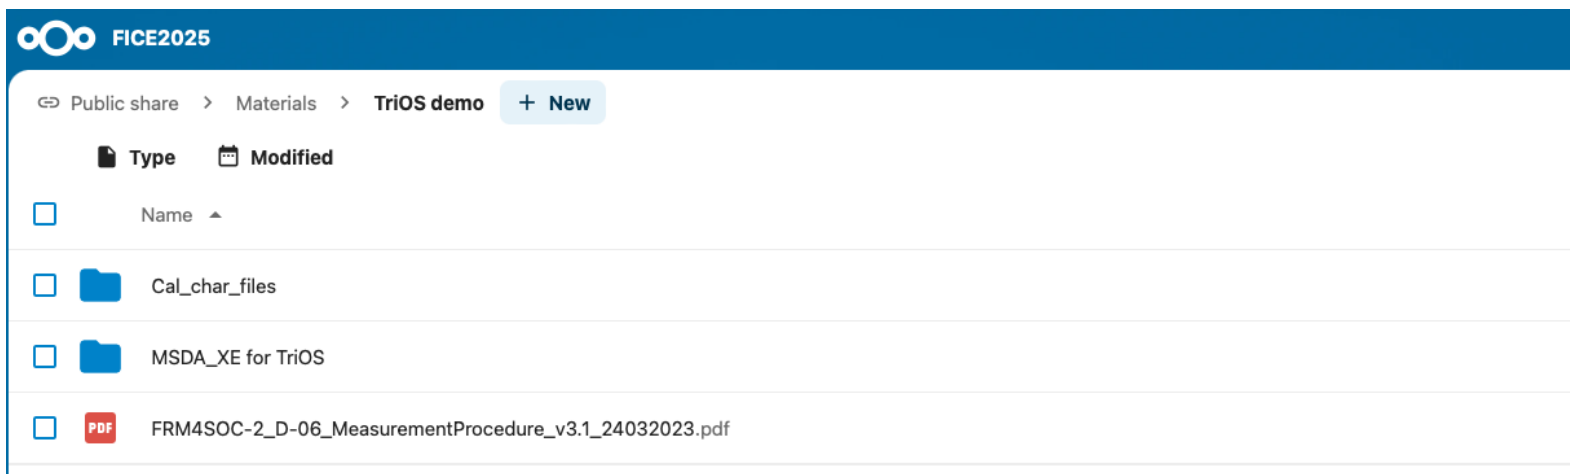 FICE2025
Public share > Materials > TriOS demo + New
Type Modified
Name
Cal_char_files
MSDA_XE for TriOS
PDF FRM4SOC-2_D-06_MeasurementProcedure_v3.1_24032023.pdf